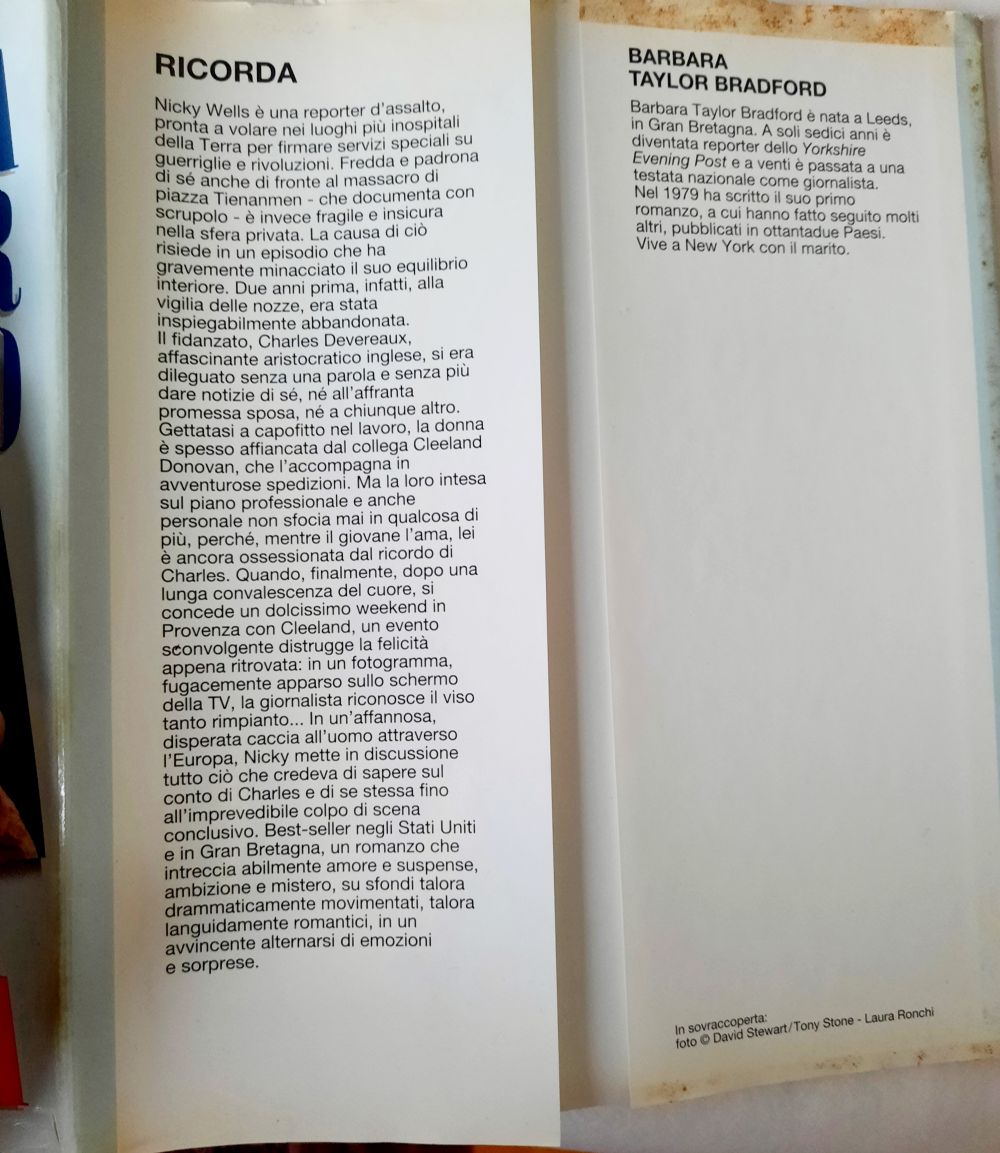 RICORDA
Nicky Wells è una reporter d'assalto,
pronta a volare nei luoghi più inospitali
della Terra per firmare servizi speciali su
guerriglie e rivoluzioni. Fredda e padrona
di sé anche di fronte al massacro di
piazza Tienanmen - che documenta con
scrupolo - è invece fragile e insicura
nella sfera privata. La causa di ciò
risiede in un episodio che ha
gravemente minacciato il suo equilibrio
interiore. Due anni prima, infatti, alla
vigilia delle nozze, era stata
inspiegabilmente abbandonata.
Il fidanzato, Charles Devereaux,
affascinante aristocratico inglese, si era
dileguato senza una parola e senza più
dare notizie di sé, né all'affranta
promessa sposa, né a chiunque altro.
Gettatasi a capofitto nel lavoro, la donna
è spesso affiancata dal collega Cleeland
Donovan, che l'accompagna in
avventurose spedizioni. Ma la loro intesa
sul piano professionale e anche
personale non sfocia mai in qualcosa di
più, perché, mentre il giovane l'ama, lei
è ancora ossessionata dal ricordo di
Charles. Quando, finalmente, dopo una
lunga convalescenza del cuore, si
concede un dolcissimo weekend in
Provenza con Cleeland, un evento
sconvolgente distrugge la felicità
appena ritrovata: in un fotogramma,
fugacemente apparso sullo schermo
della TV, la giornalista riconosce il viso
tanto rimpianto... In un'affannosa,
disperata caccia all'uomo attraverso
l'Europa, Nicky mette in discussione
tutto ciò che credeva di sapere sul
conto di Charles e di se stessa fino
all'imprevedibile colpo di scena
conclusivo. Best-seller negli Stati Uniti
e in Gran Bretagna, un romanzo che
intreccia abilmente amore e suspense,
ambizione e mistero, su sfondi talora
drammaticamente movimentati, talora
languidamente romantici, in un
avvincente alternarsi di emozioni
e sorprese.
BARBARA
TAYLOR BRADFORD
Barbara Taylor Bradford è nata a Leeds,
in Gran Bretagna. A soli sedici anni è
diventata reporter dello Yorkshire
Evening Post e a venti è passata a una
testata nazionale come giornalista.
Nel 1979 ha scritto il suo primo
romanzo, a cui hanno fatto seguito molti
altri, pubblicati in ottantadue Paesi.
Vive a New York con il marito.
In sovraccoperta:
foto © David Stewart/Tony Stone - Laura Ronchi